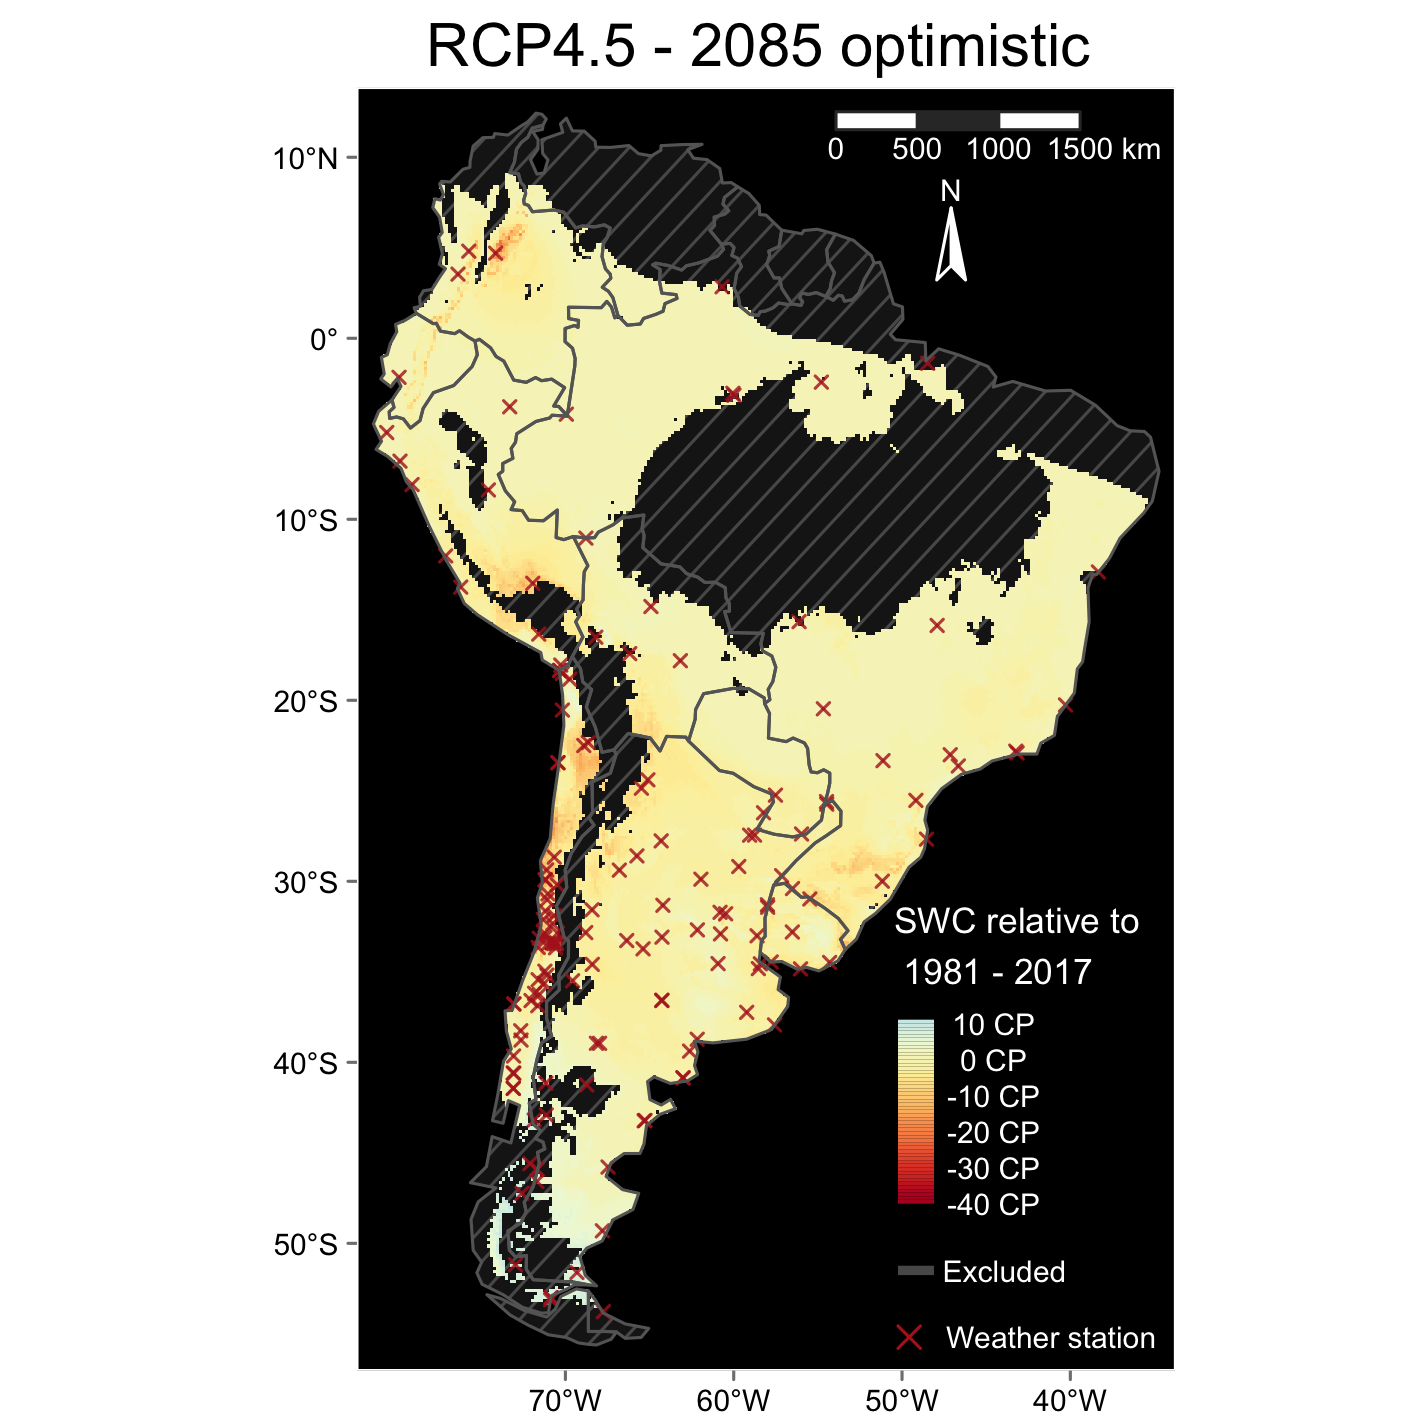 RCP4.5 - 2085 optimistic
0 500 1000 1500 km
N
10°N
0°
10°S
20°S
30°S
40°S
50°S
SWC relative to
1981 - 2017
10 CP
0 CP
-10 CP
-20 CP
-30 CP
-40 CP
Excluded
Weather station
70°W 60°W 50°W 40°W